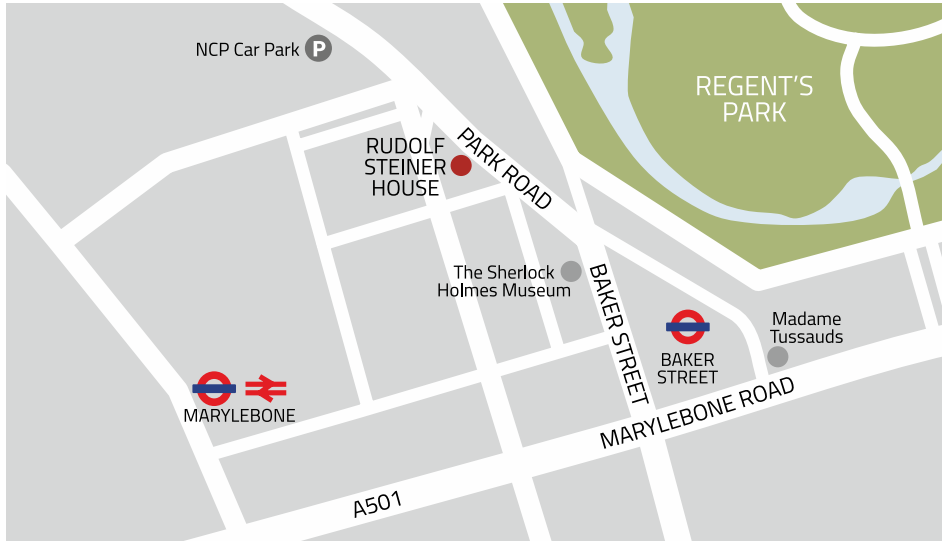 NCP Car Park
P
REGENT'S
PARK
RUDOLF
STEINER
HOUSE
PARK ROAD
The Sherlock
Holmes Museum
BAKER STREET
BAKER
STREET
Madame
Tussauds
MARYLEBONE
MARYLEBONE ROAD
A501